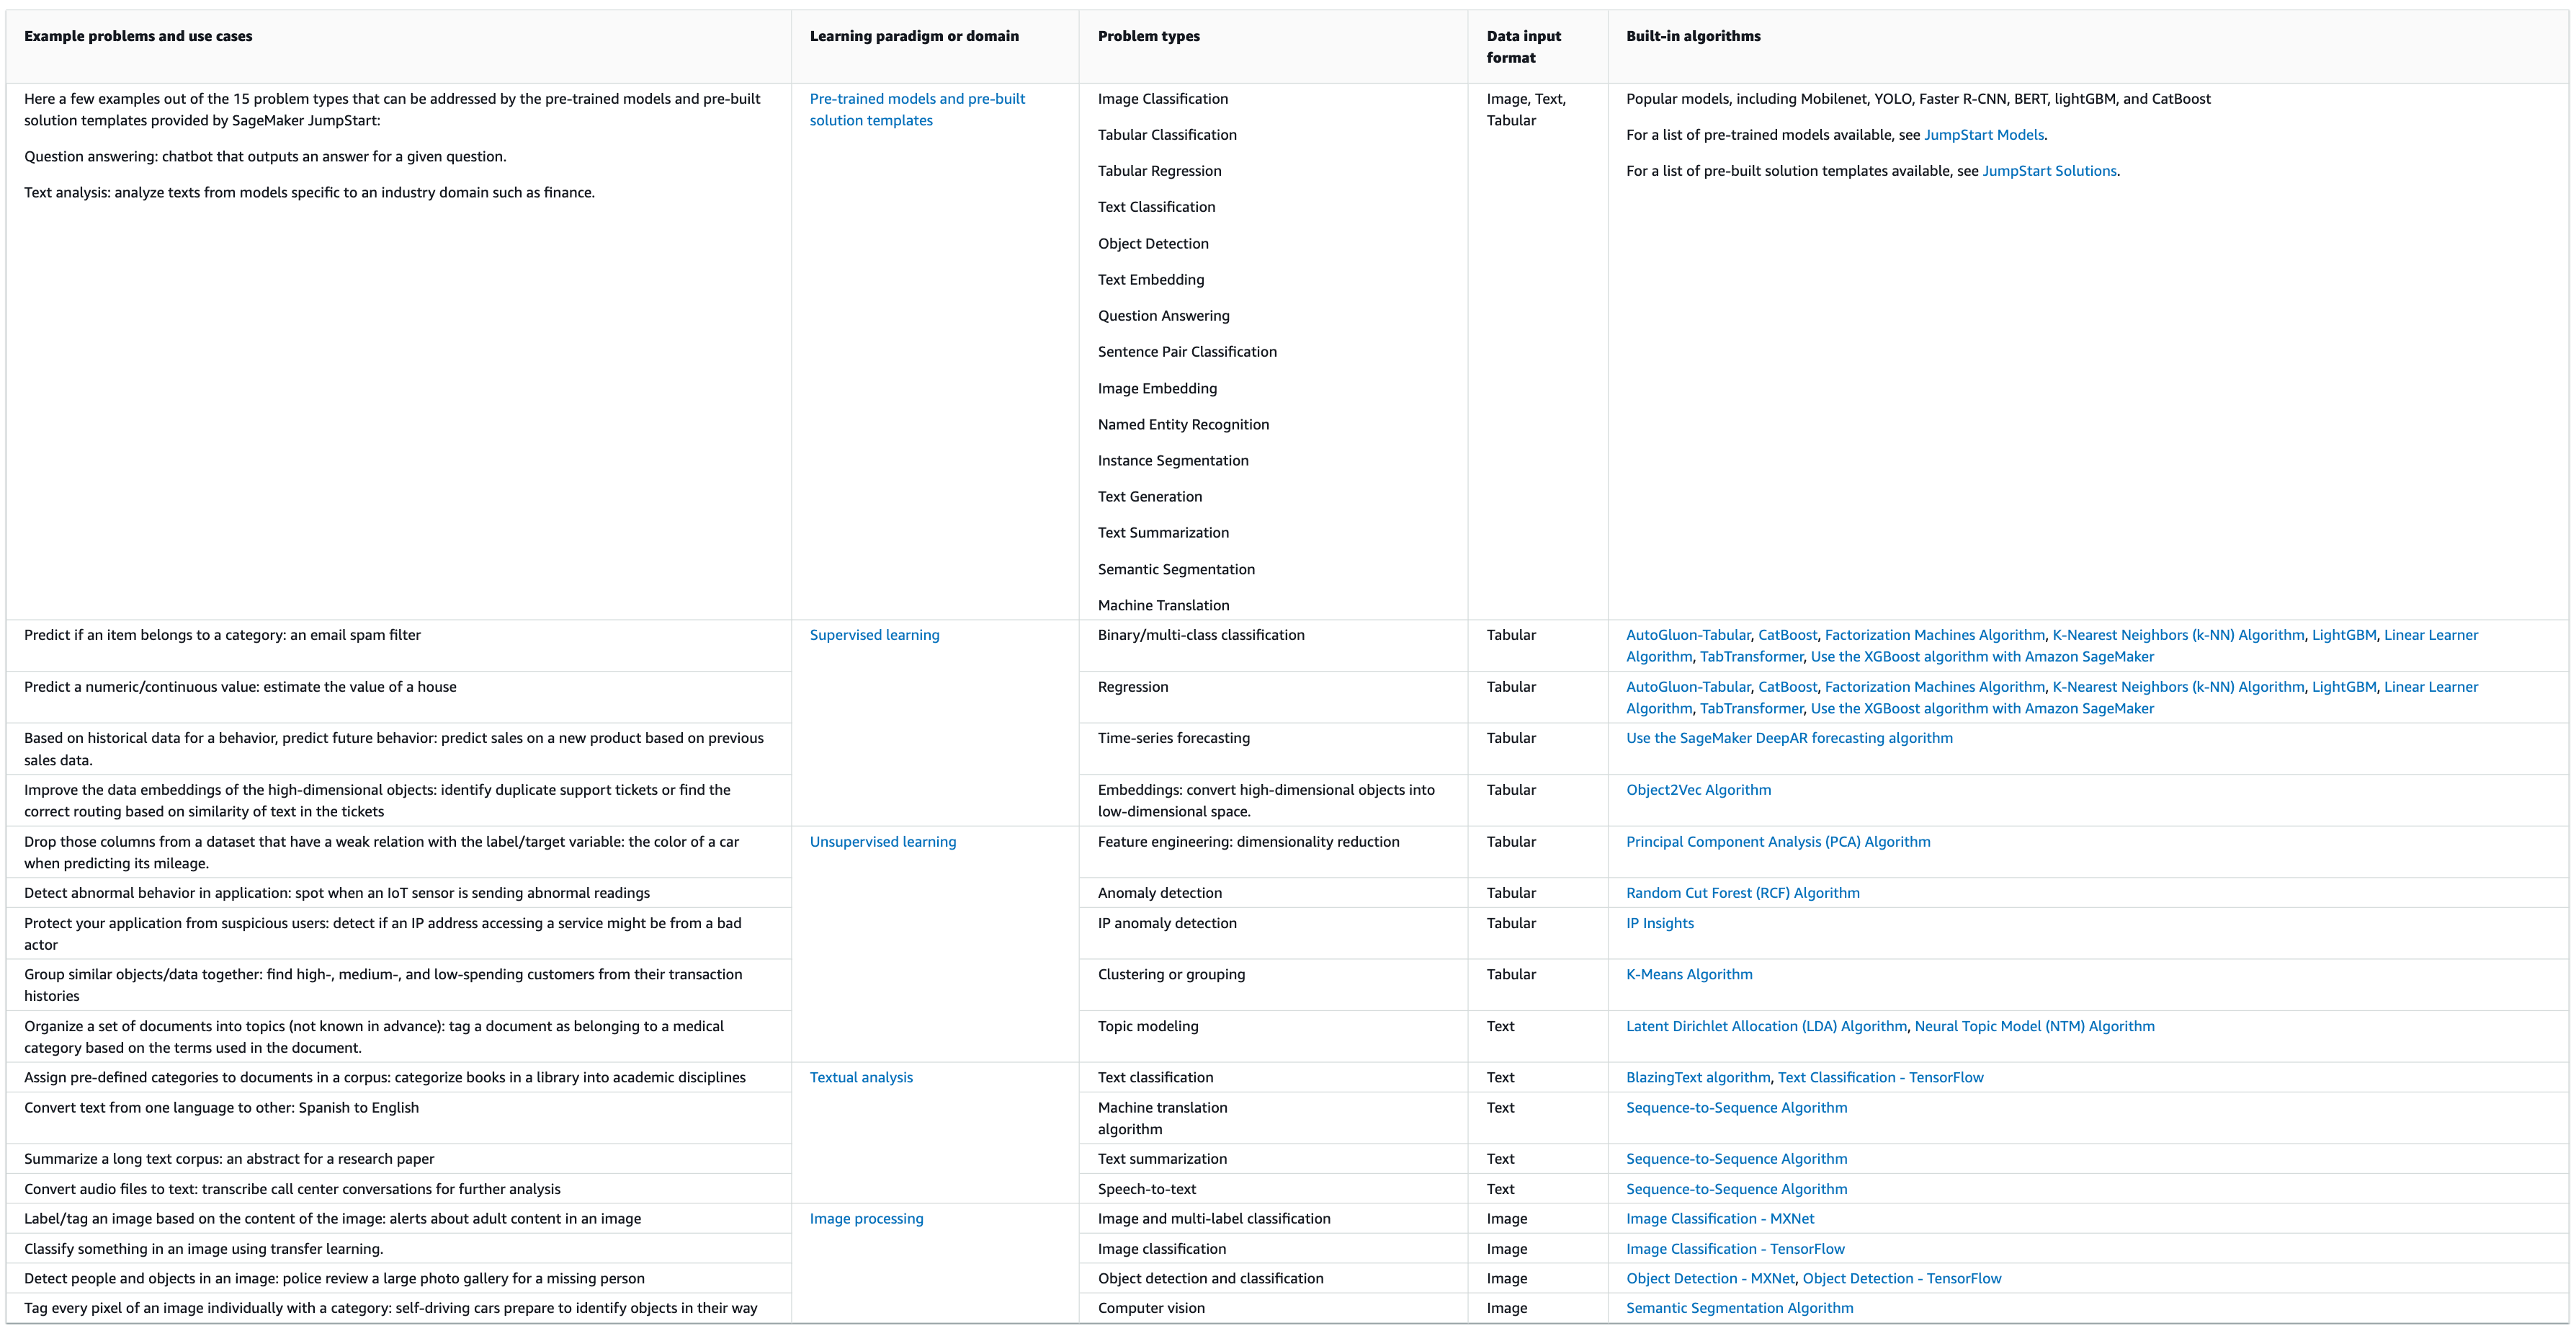 Example problems and use cases
Learning paradigm or domain
Problem types
Data input
format
Built-in algorithms
Here a few examples out of the 15 problem types that can be addressed by the pre-trained models and pre-built
solution templates provided by SageMaker JumpStart:
Question answering: chatbot that outputs an answer for a given question.
Text analysis: analyze texts from models specific to an industry domain such as finance.
Pre-trained models and pre-built
solution templates
Image Classification
Tabular Classification
Tabular Regression
Text Classification
Object Detection
Text Embedding
Question Answering
Sentence Pair Classification
Image Embedding
Named Entity Recognition
Instance Segmentation
Text Generation
Text Summarization
Semantic Segmentation
Machine Translation
Image, Text,
Tabular
Popular models, including Mobilenet, YOLO, Faster R-CNN, BERT, lightGBM, and CatBoost
For a list of pre-trained models available, see JumpStart Models.
For a list of pre-built solution templates available, see JumpStart Solutions.
Predict if an item belongs to a category: an email spam filter
Supervised learning
Binary/multi-class classification
Tabular
AutoGluon-Tabular, CatBoost, Factorization Machines Algorithm, K-Nearest Neighbors (k-NN) Algorithm, LightGBM, Linear Learner
Algorithm, TabTransformer, Use the XGBoost algorithm with Amazon SageMaker
Predict a numeric/continuous value: estimate the value of a house
Regression
Tabular
AutoGluon-Tabular, CatBoost, Factorization Machines Algorithm, K-Nearest Neighbors (k-NN) Algorithm, LightGBM, Linear Learner
Algorithm, TabTransformer, Use the XGBoost algorithm with Amazon SageMaker
Based on historical data for a behavior, predict future behavior: predict sales on a new product based on previous
sales data.
Time-series forecasting
Tabular
Use the SageMaker DeepAR forecasting algorithm
Improve the data embeddings of the high-dimensional objects: identify duplicate support tickets or find the
correct routing based on similarity of text in the tickets
Embeddings: convert high-dimensional objects into
low-dimensional space.
Tabular
Object2Vec Algorithm
Drop those columns from a dataset that have a weak relation with the label/target variable: the color of a car
when predicting its mileage.
Unsupervised learning
Feature engineering: dimensionality reduction
Tabular
Principal Component Analysis (PCA) Algorithm
Detect abnormal behavior in application: spot when an IoT sensor is sending abnormal readings
Anomaly detection
Tabular
Random Cut Forest (RCF) Algorithm
Protect your application from suspicious users: detect if an IP address accessing a service might be from a bad
actor
IP anomaly detection
Tabular
IP Insights
Group similar objects/data together: find high-, medium-, and low-spending customers from their transaction
histories
Clustering or grouping
Tabular
K-Means Algorithm
Organize a set of documents into topics (not known in advance): tag a document as belonging to a medical
category based on the terms used in the document.
Topic modeling
Text
Latent Dirichlet Allocation (LDA) Algorithm, Neural Topic Model (NTM) Algorithm
Assign pre-defined categories to documents in a corpus: categorize books in a library into academic disciplines
Textual analysis
Text classification
Text
BlazingText algorithm, Text Classification - TensorFlow
Convert text from one language to other: Spanish to English
Machine translation
algorithm
Text
Sequence-to-Sequence Algorithm
Summarize a long text corpus: an abstract for a research paper
Text summarization
Text
Sequence-to-Sequence Algorithm
Convert audio files to text: transcribe call center conversations for further analysis
Speech-to-text
Text
Sequence-to-Sequence Algorithm
Label/tag an image based on the content of the image: alerts about adult content in an image
Image processing
Image and multi-label classification
Image
Image Classification - MXNet
Classify something in an image using transfer learning.
Image classification
Image
Image Classification - TensorFlow
Detect people and objects in an image: police review a large photo gallery for a missing person
Object detection and classification
Image
Object Detection - MXNet, Object Detection - TensorFlow
Tag every pixel of an image individually with a category: self-driving cars prepare to identify objects in their way
Computer vision
Image
Semantic Segmentation Algorithm